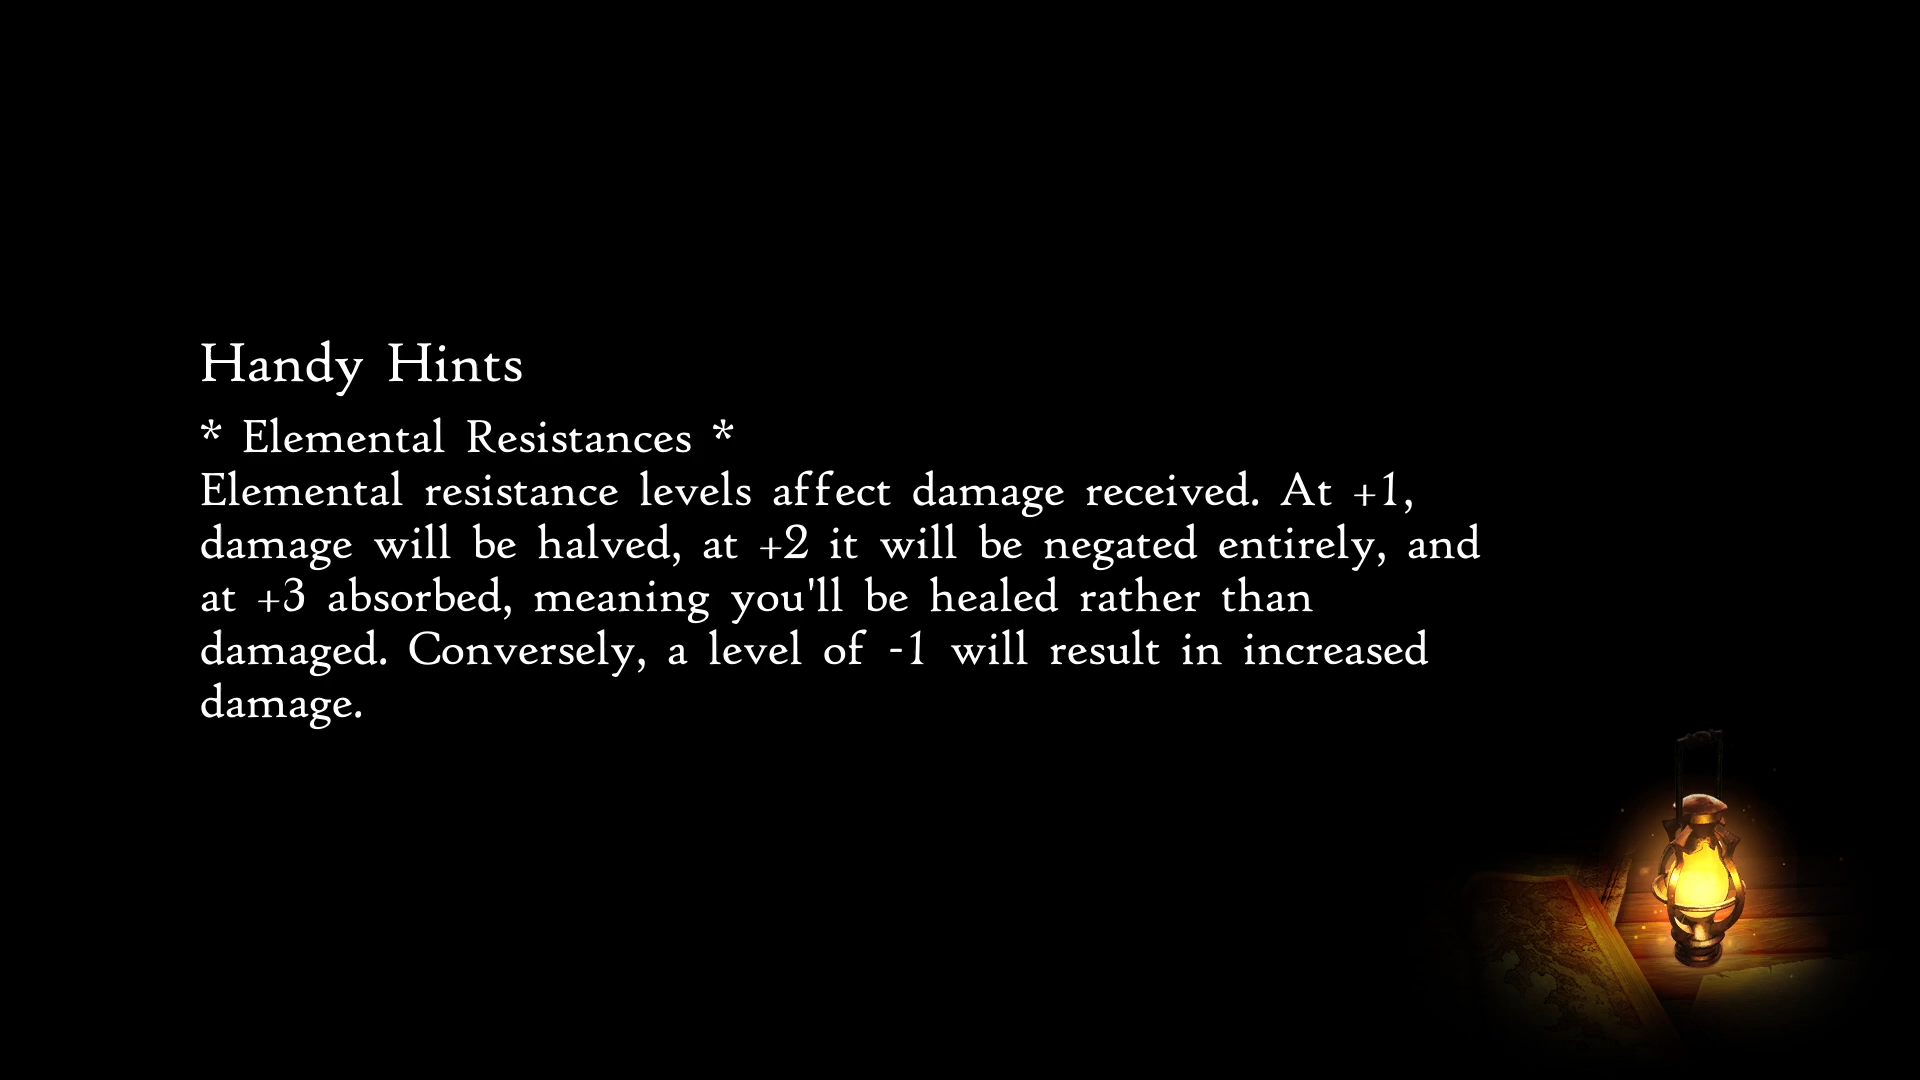 Handy Hints
* Elemental Resistances *
Elemental resistance levels affect damage received. At +1,
damage will be halved, at +2 it will be negated entirely, and
at +3 absorbed, meaning you'll be healed rather than
damaged. Conversely, a level of -1 will result in increased
damage.